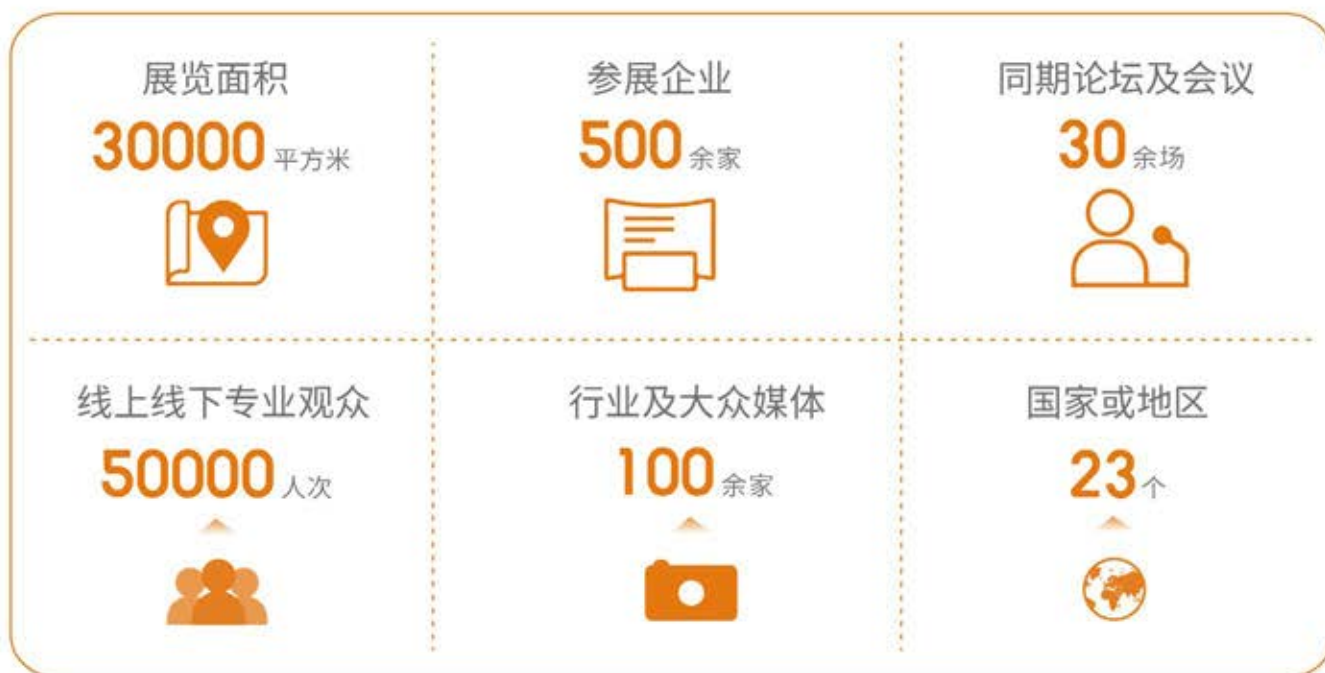 展览面积
30000平方米
参展企业
500余家
同期论坛及会议
30余场
线上线下专业观众
50000人次
行业及大众媒体
100余家
国家或地区
23个